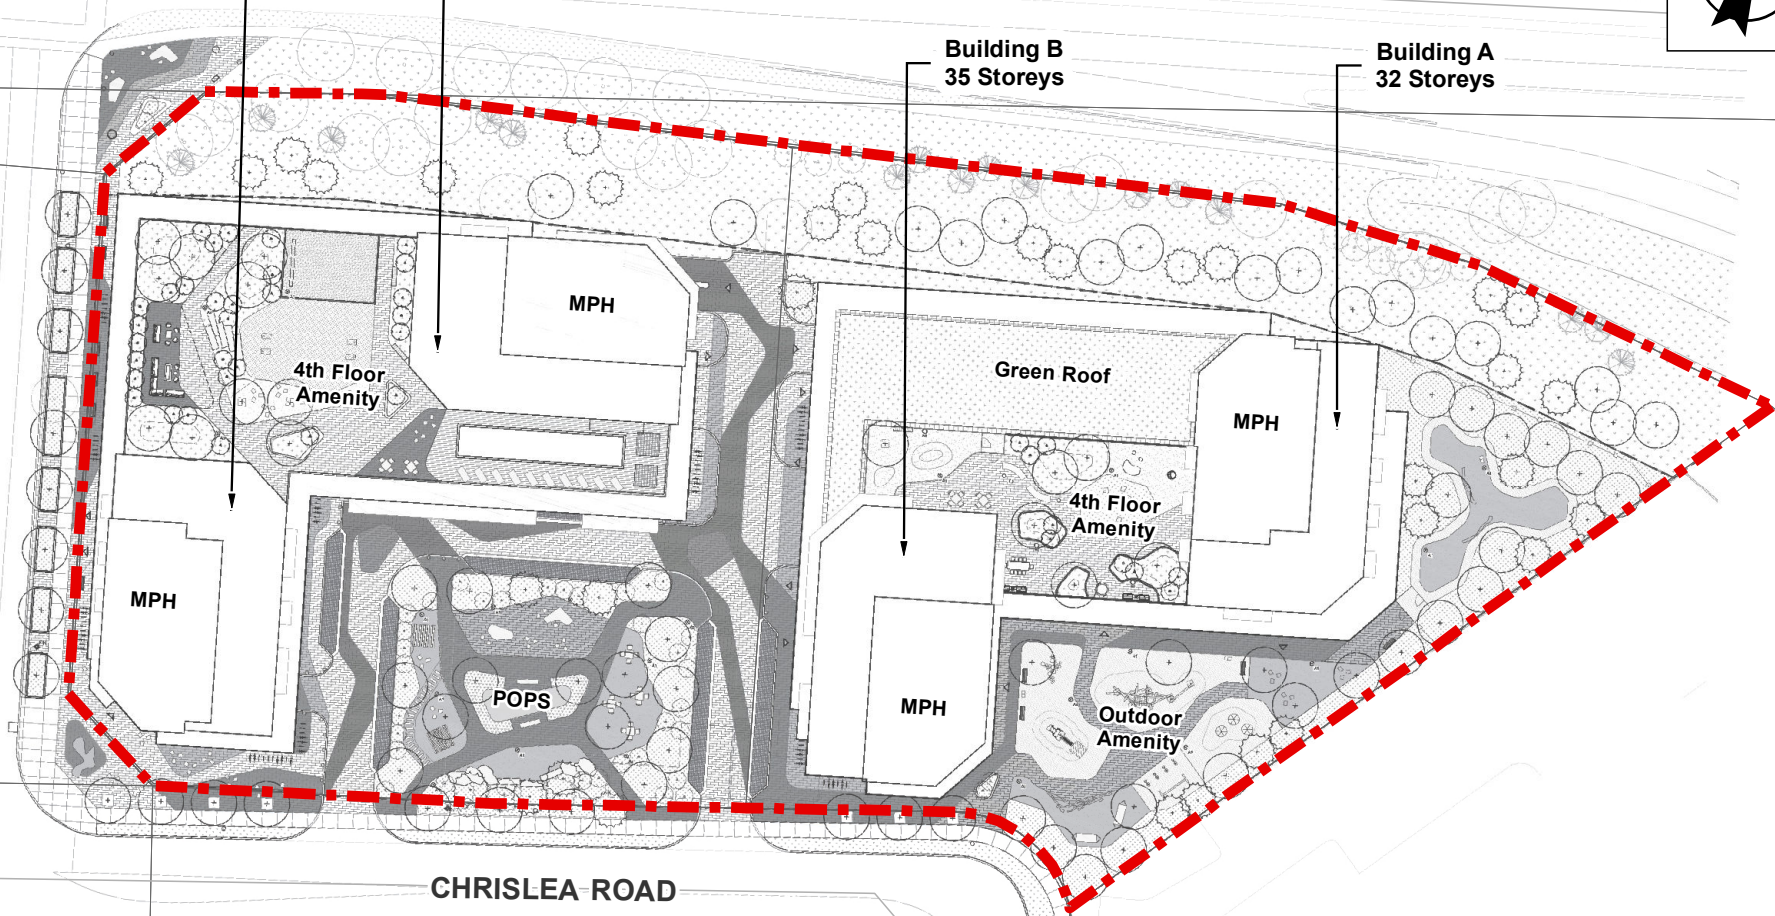 Building B
35 Storeys
Building A
32 Storeys
MPH
4th Floor
Amenity
Green Roof
MPH
4th Floor
Amenity
MPH
POPS
MPH
Outdoor
Amenity
CHRISLEA ROAD